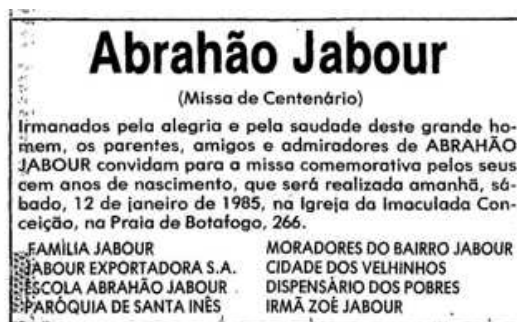 Abrahão Jabour
(Missa de Centenário)
Irmanados pela alegria e pela saudade deste grande ho-
mem, os parentes, amigos e admiradores de ABRAHÃO
JABOUR convidam para a missa comemorativa pelos seus
cem anos de nascimento, que será realizada amanhã, sá-
bado, 12 de janeiro de 1985, na Igreja da Imaculada Con-
ceição, na Praia de Botafogo, 266.
FAMÍLIA JABOUR
JABOUR EXPORTADORA S.A.
ESCOLA ABRAHÃO JABOUR
PARÓQUIA DE SANTA INÊS
MORADORES DO BAIRRO JABOUR
CIDADE DOS VELHINHOS
DISPENSÁRIO DOS POBRES
IRMÃ ZOÉ JABOUR